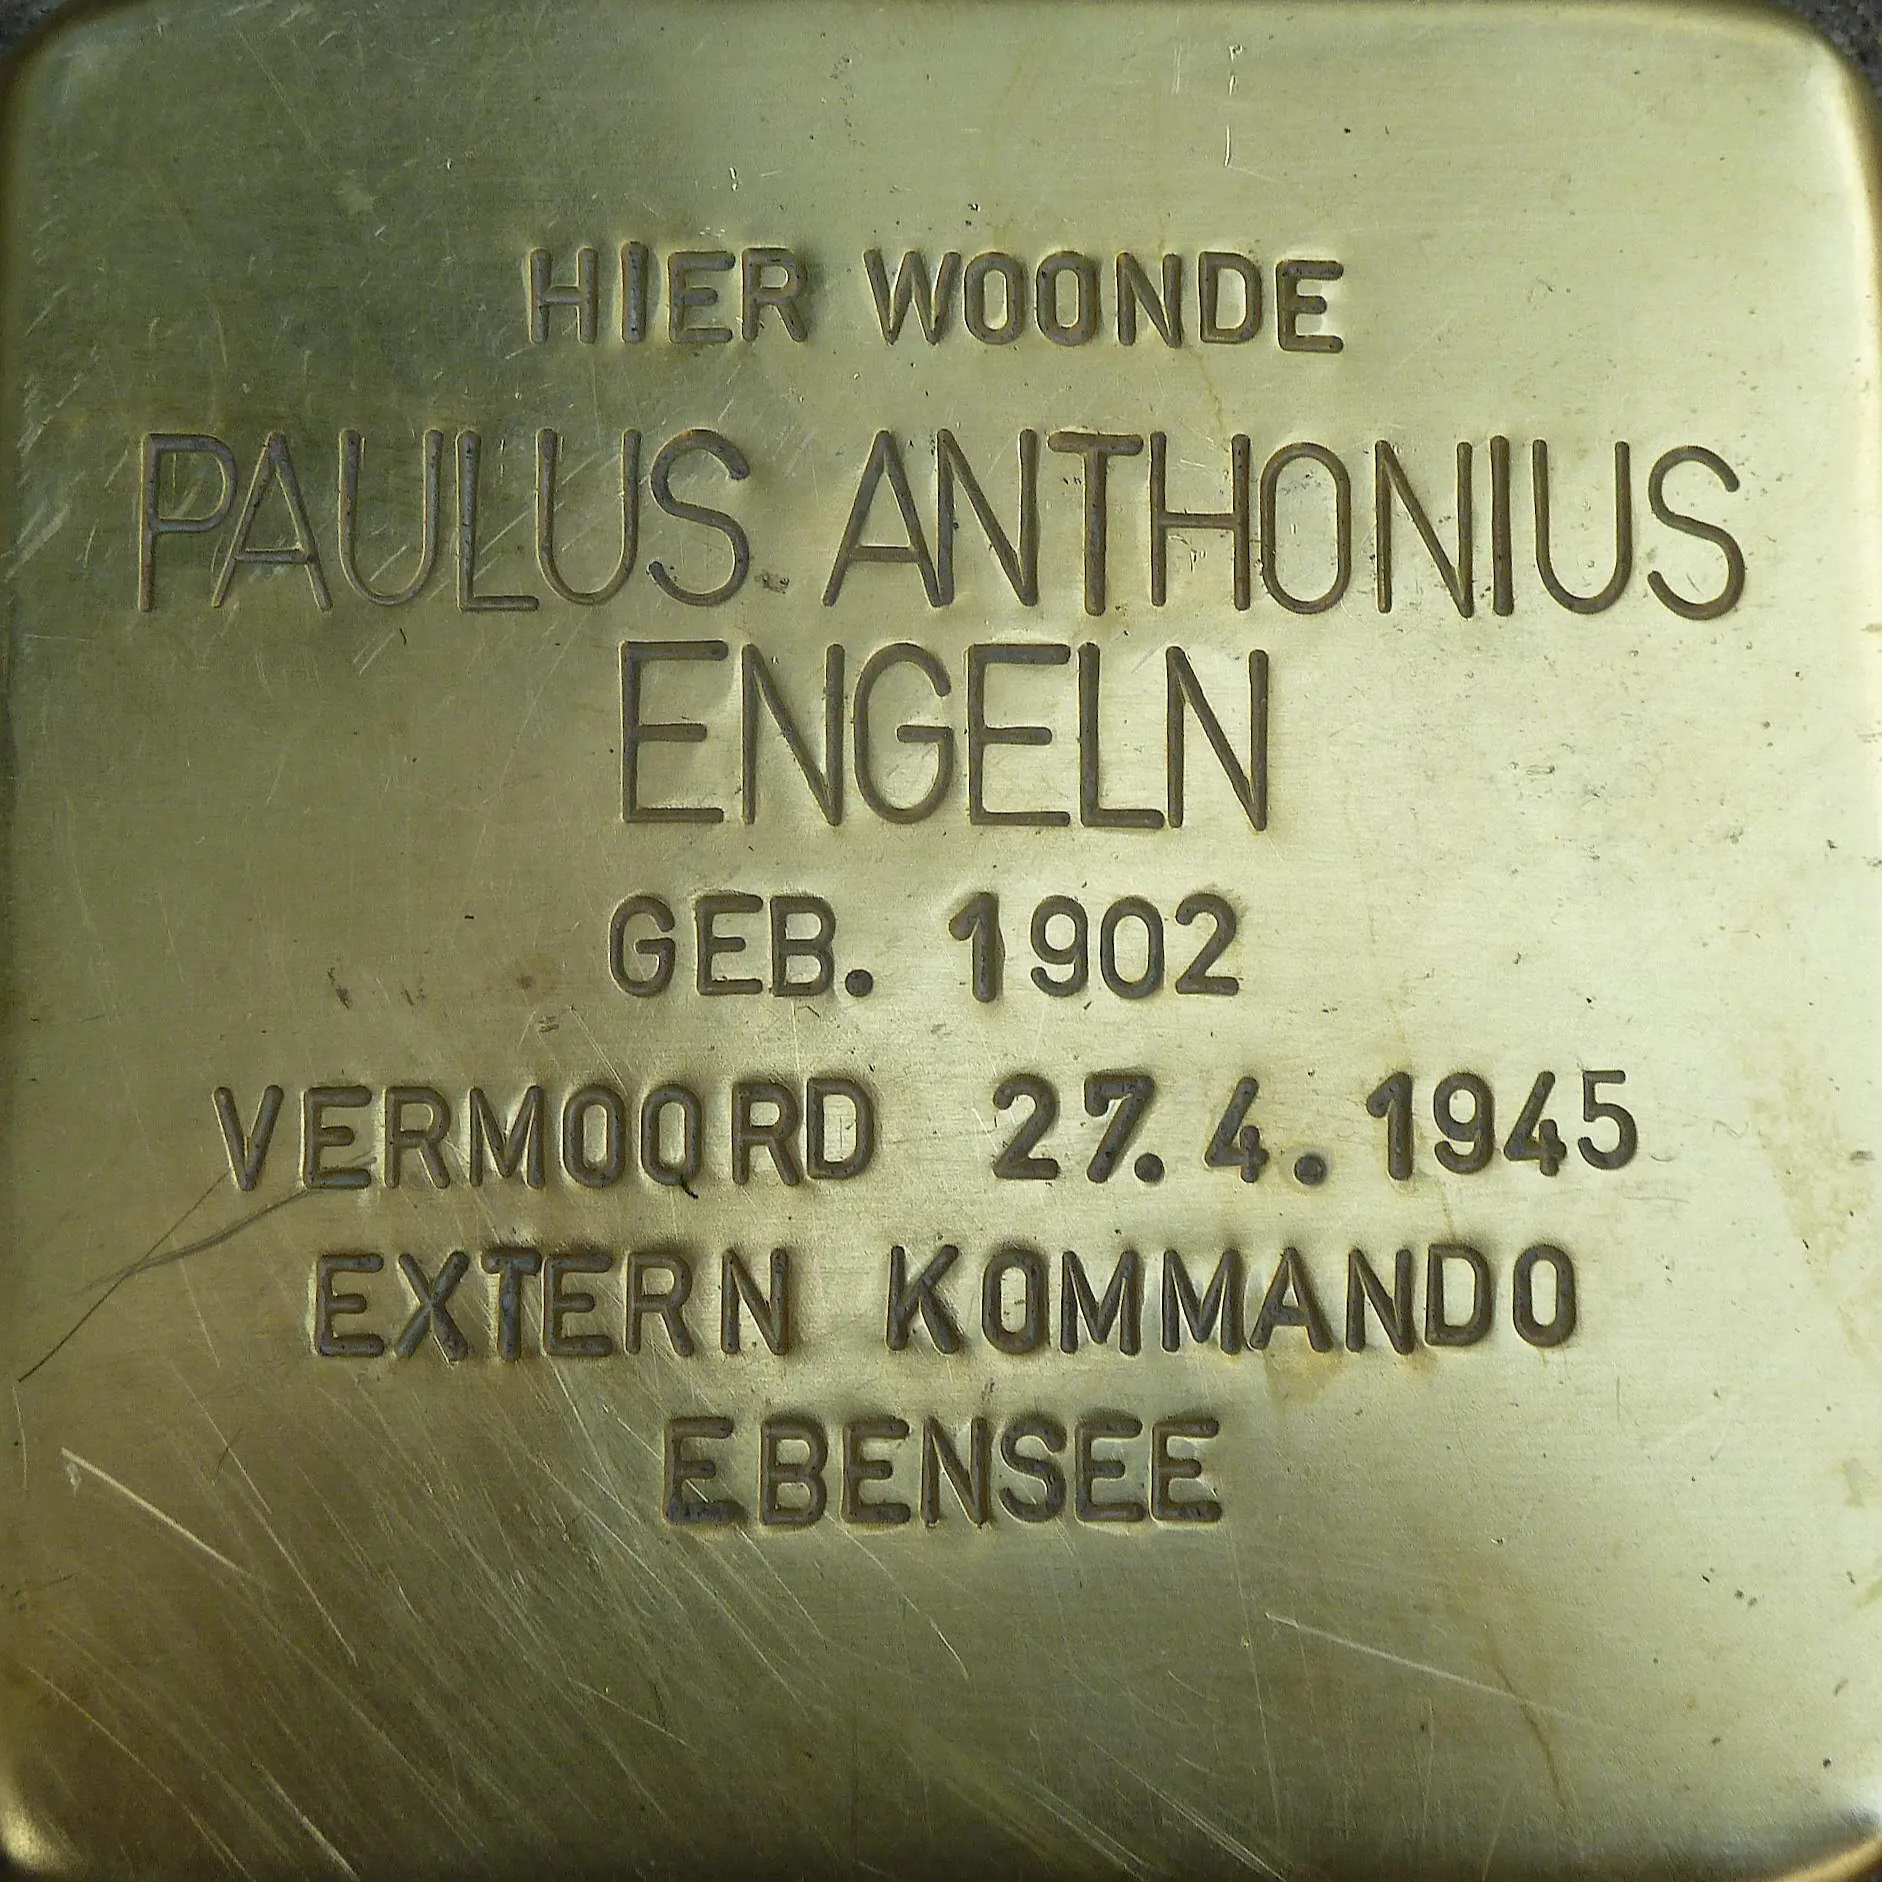 HIER WOONDE
PAULUS ANTHONIUS
ENGELN
GEB. 1902
VERMOORD 27.4.1945
EXTERN KOMMANDO
EBENSEE